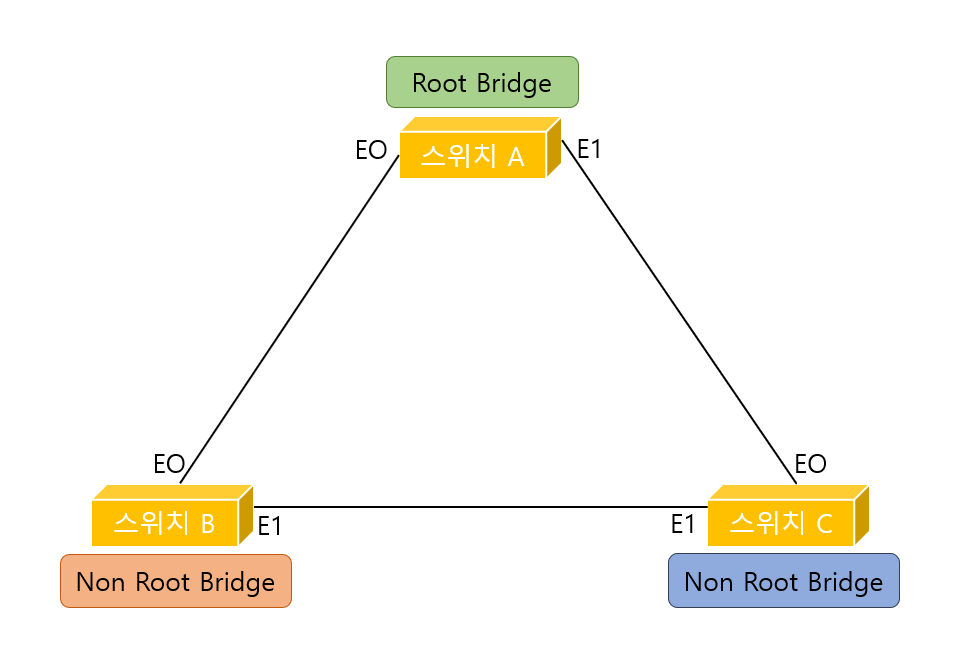 Root Bridge
EO
스위치 A
E1
EO
EO
스위치 B
E1
E1
스위치 C
Non Root Bridge
Non Root Bridge